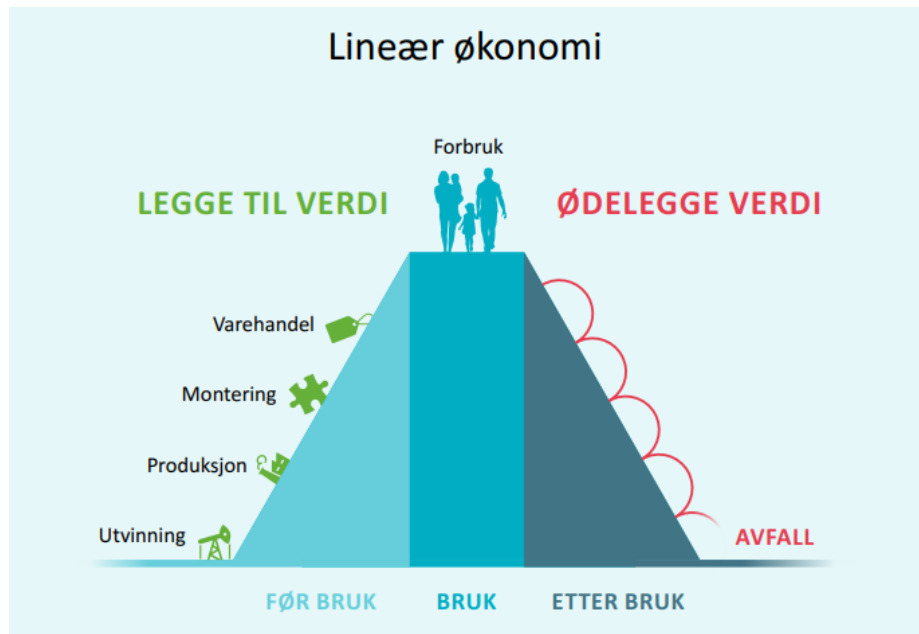 Lineær økonomi
Forbruk
LEGGE TIL VERDI
ØDELEGGE VERDI
Varehandel
Montering
Produksjon
Utvinning
AVFALL
FØR BRUK
BRUK
ETTER BRUK